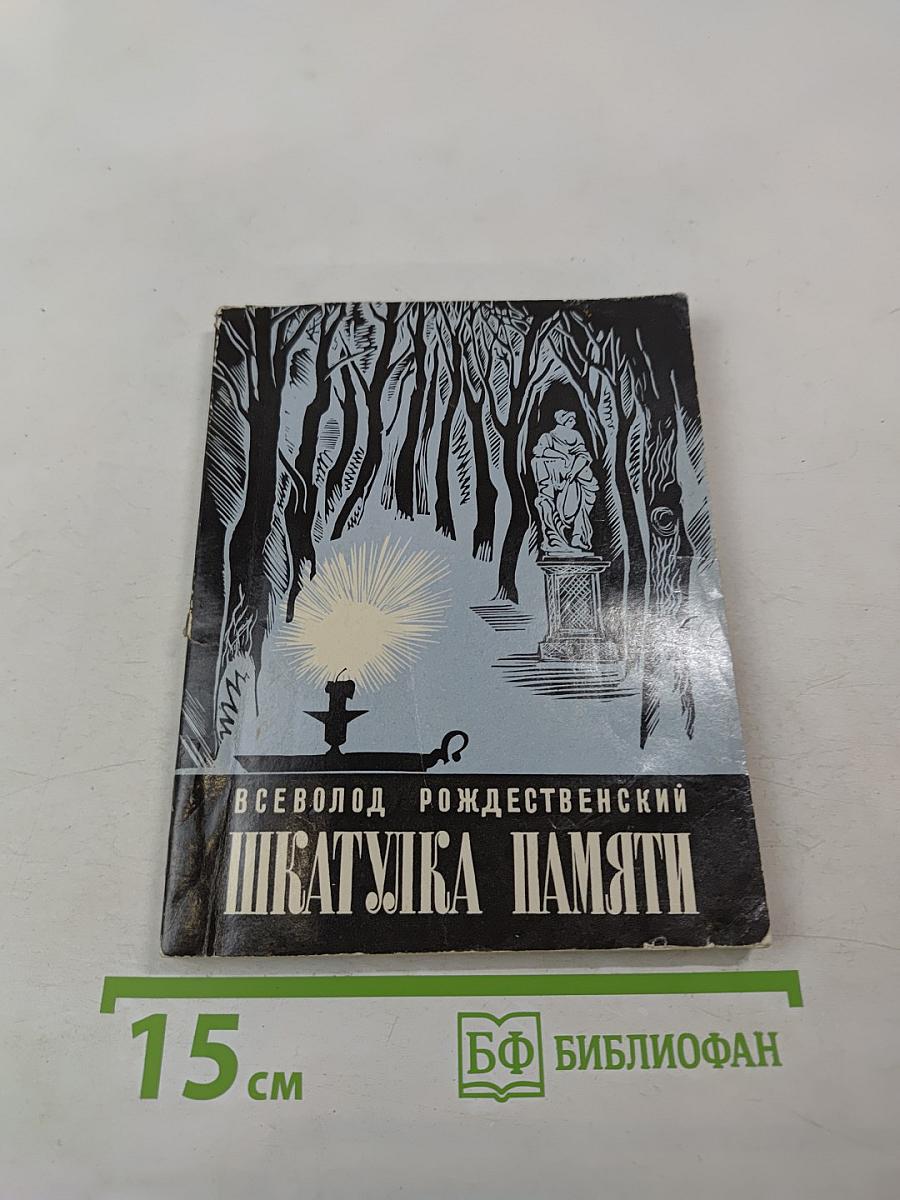 ВСЕВОЛОД РОЖДЕСТВЕНСКИЙ
ШКАТУЛКА ПАМЯТИ
15 см
БФ БИБЛИОФАН